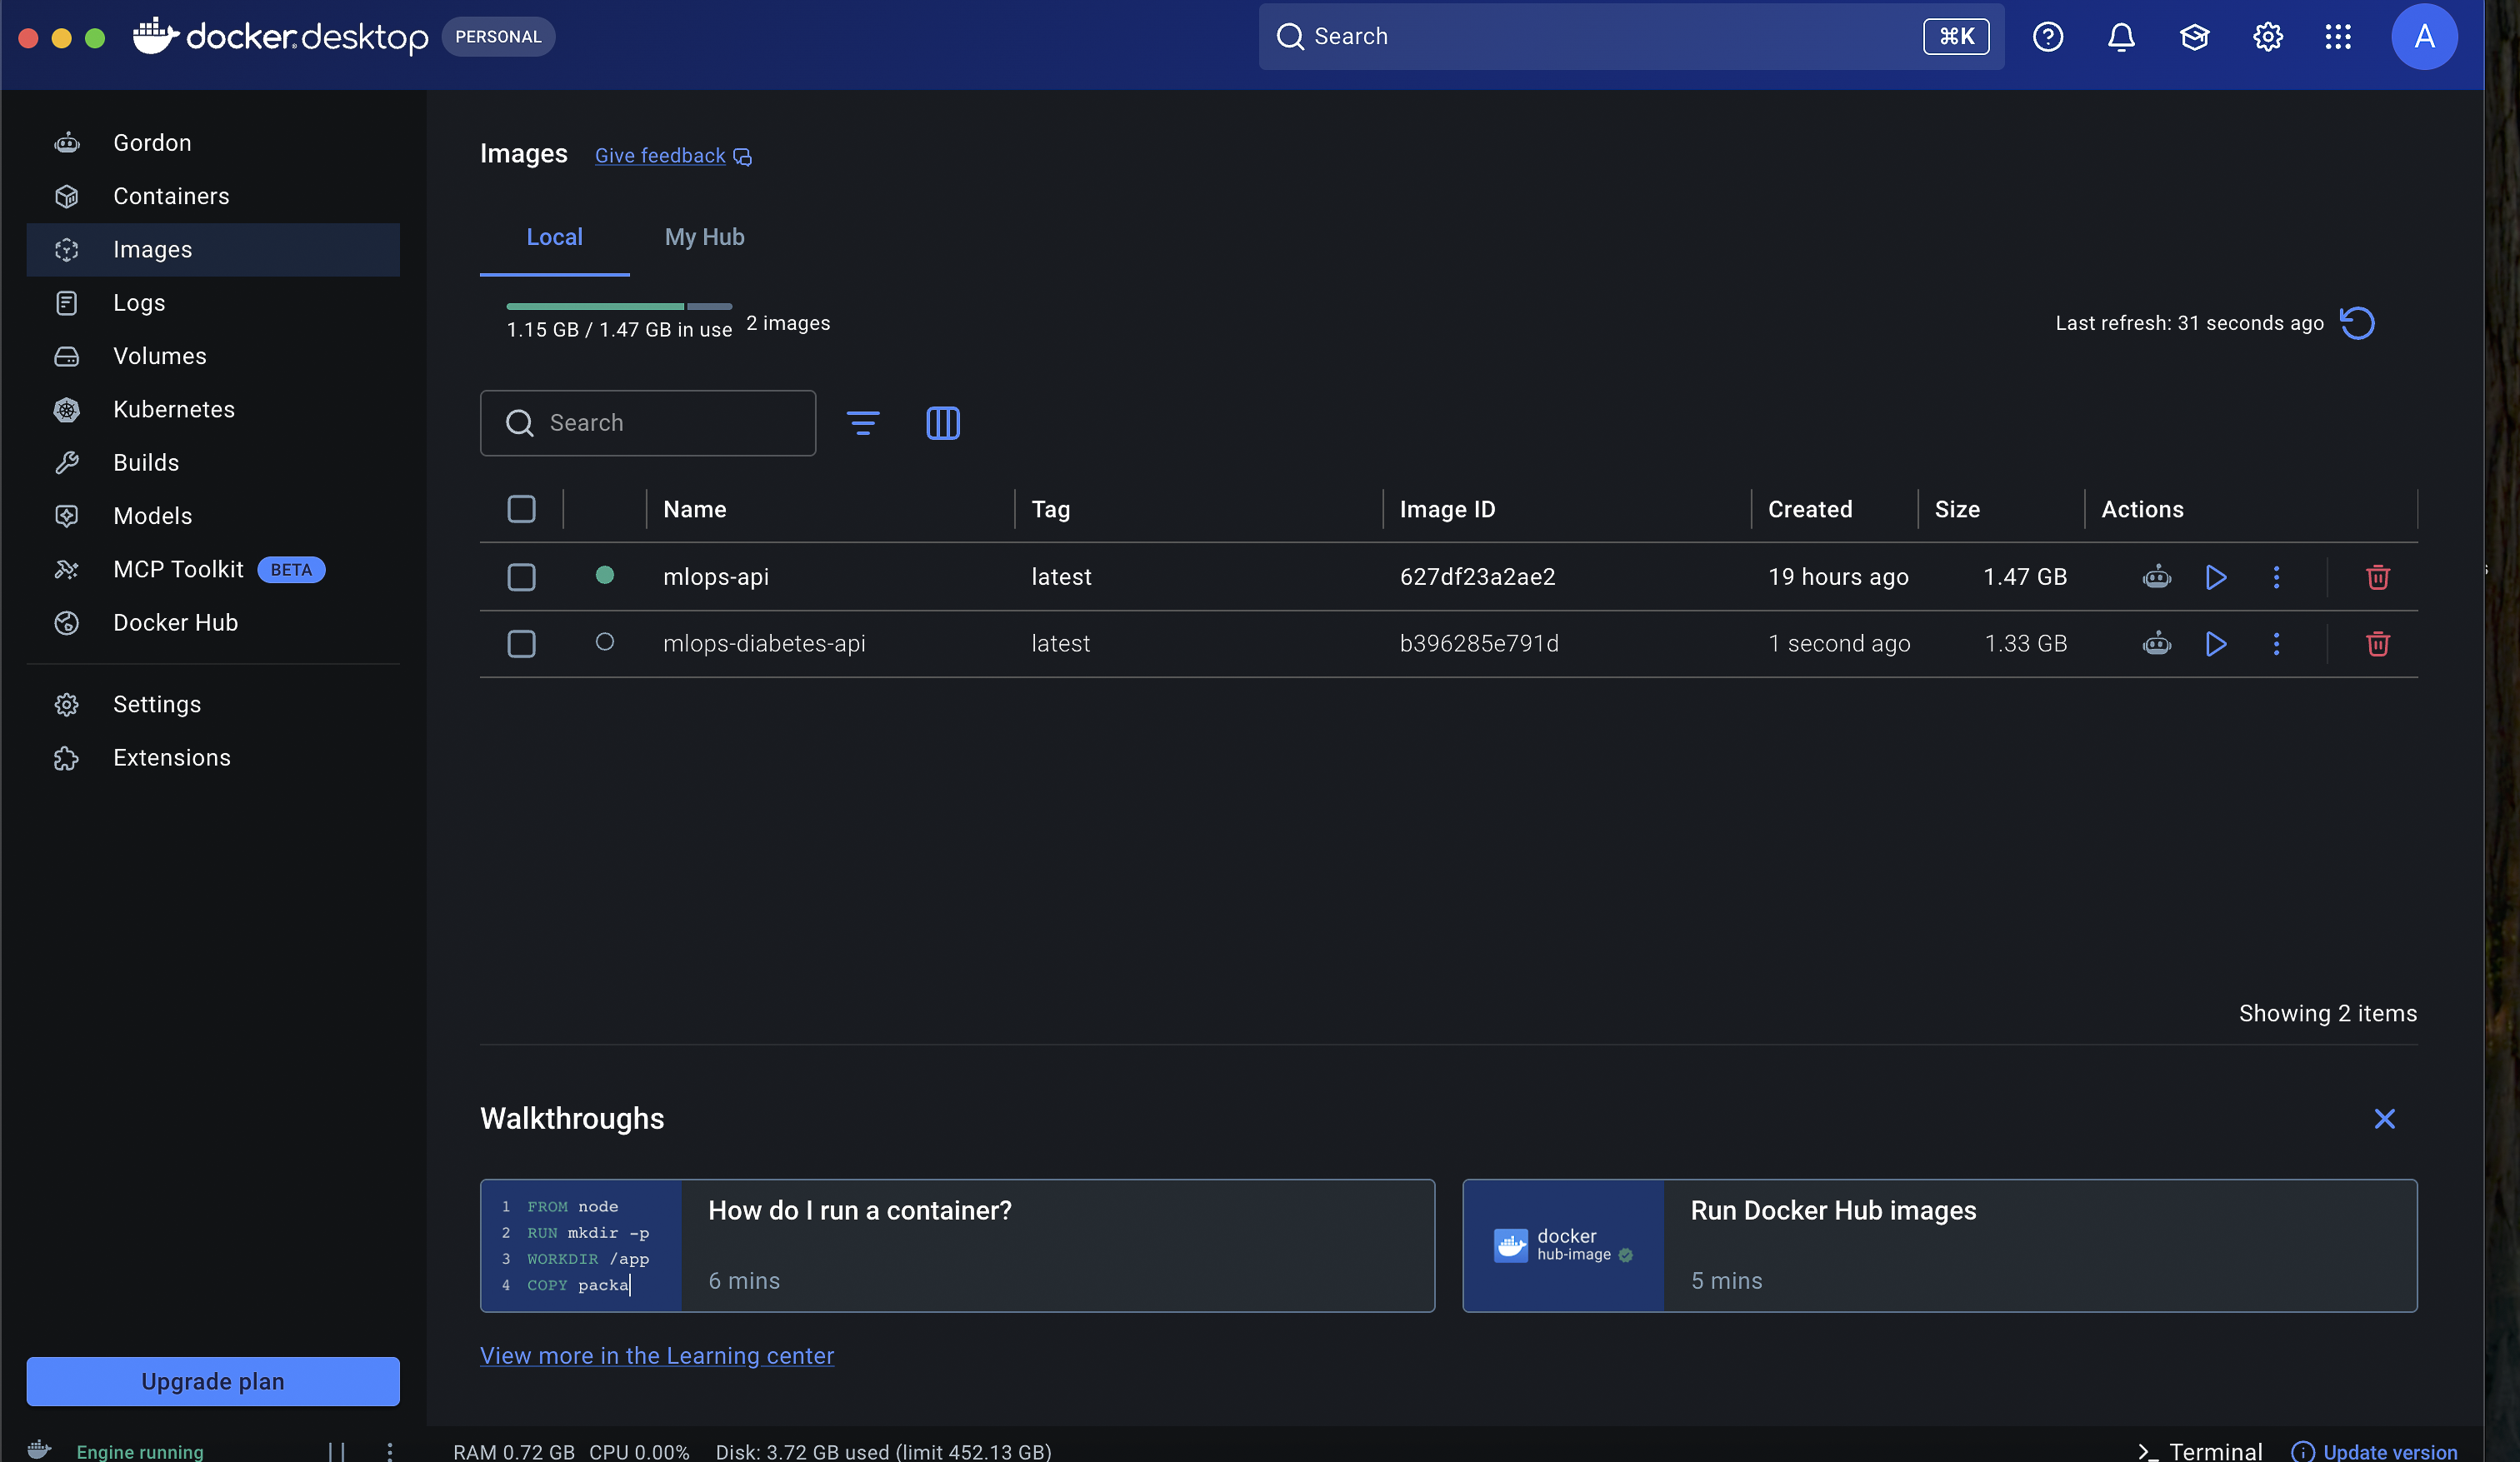 docker desktop PERSONAL
Search ⌘K
A
Gordon
Containers
Images
Logs
Volumes
Kubernetes
Builds
Models
MCP Toolkit BETA
Docker Hub
Settings
Extensions
Upgrade plan
Images Give feedback
Local My Hub
1.15 GB / 1.47 GB in use 2 images
Last refresh: 31 seconds ago
Search
Name Tag Image ID Created Size Actions
mlops-api latest 627df23a2ae2 19 hours ago 1.47 GB
mlops-diabetes-api latest b396285e791d 1 second ago 1.33 GB
Showing 2 items
Walkthroughs
1 FROM node
2 RUN mkdir -p
3 WORKDIR /app
4 COPY packa
How do I run a container?
6 mins
docker
hub-image
Run Docker Hub images
5 mins
View more in the Learning center
Engine running
RAM 0.72 GB CPU 0.00% Disk: 3.72 GB used (limit 452.13 GB)
Terminal
Update version